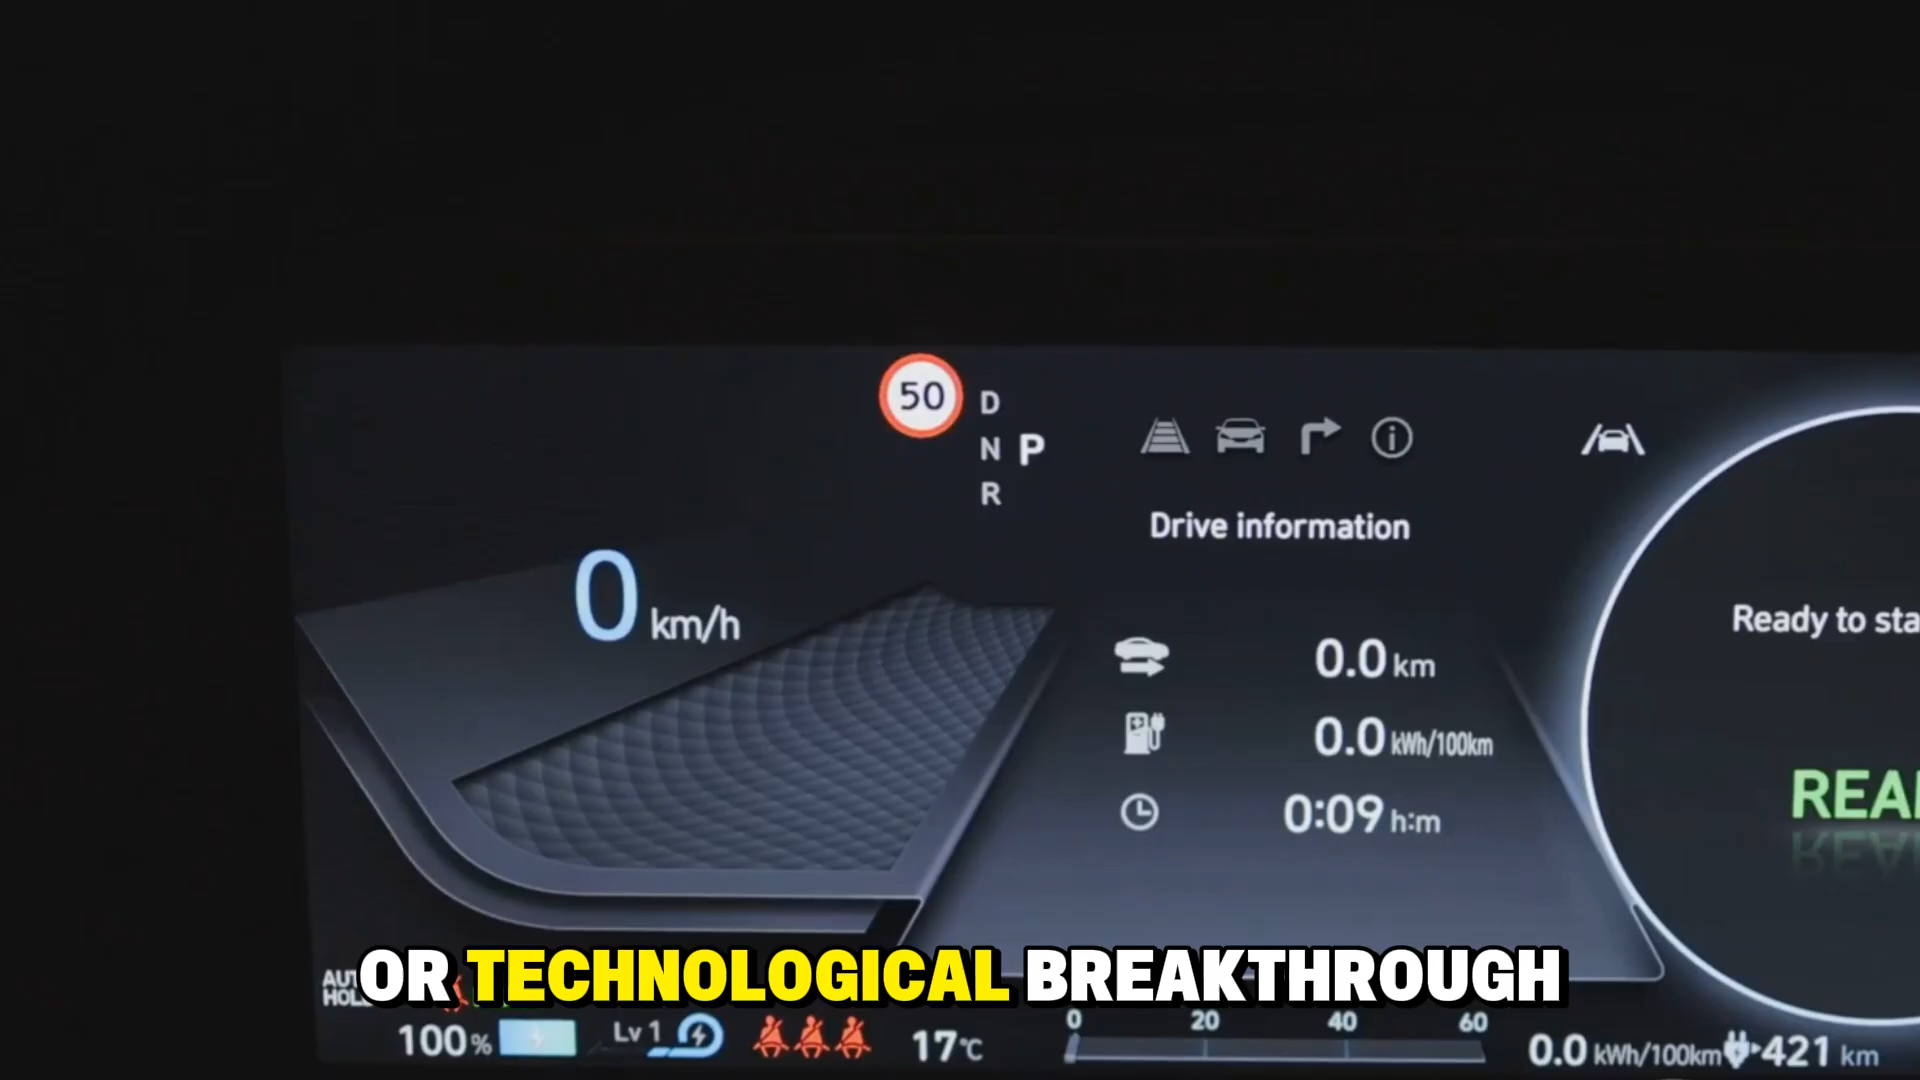 50
D
N P
R
Drive information
0 km/h
0.0 km
0.0 kWh/100km
0:09 h:m
Ready to sta
REA
OR TECHNOLOGICAL BREAKTHROUGH
100%
Lv 1
17°C
0 20 40 60
0.0 kWh/100km
421 km